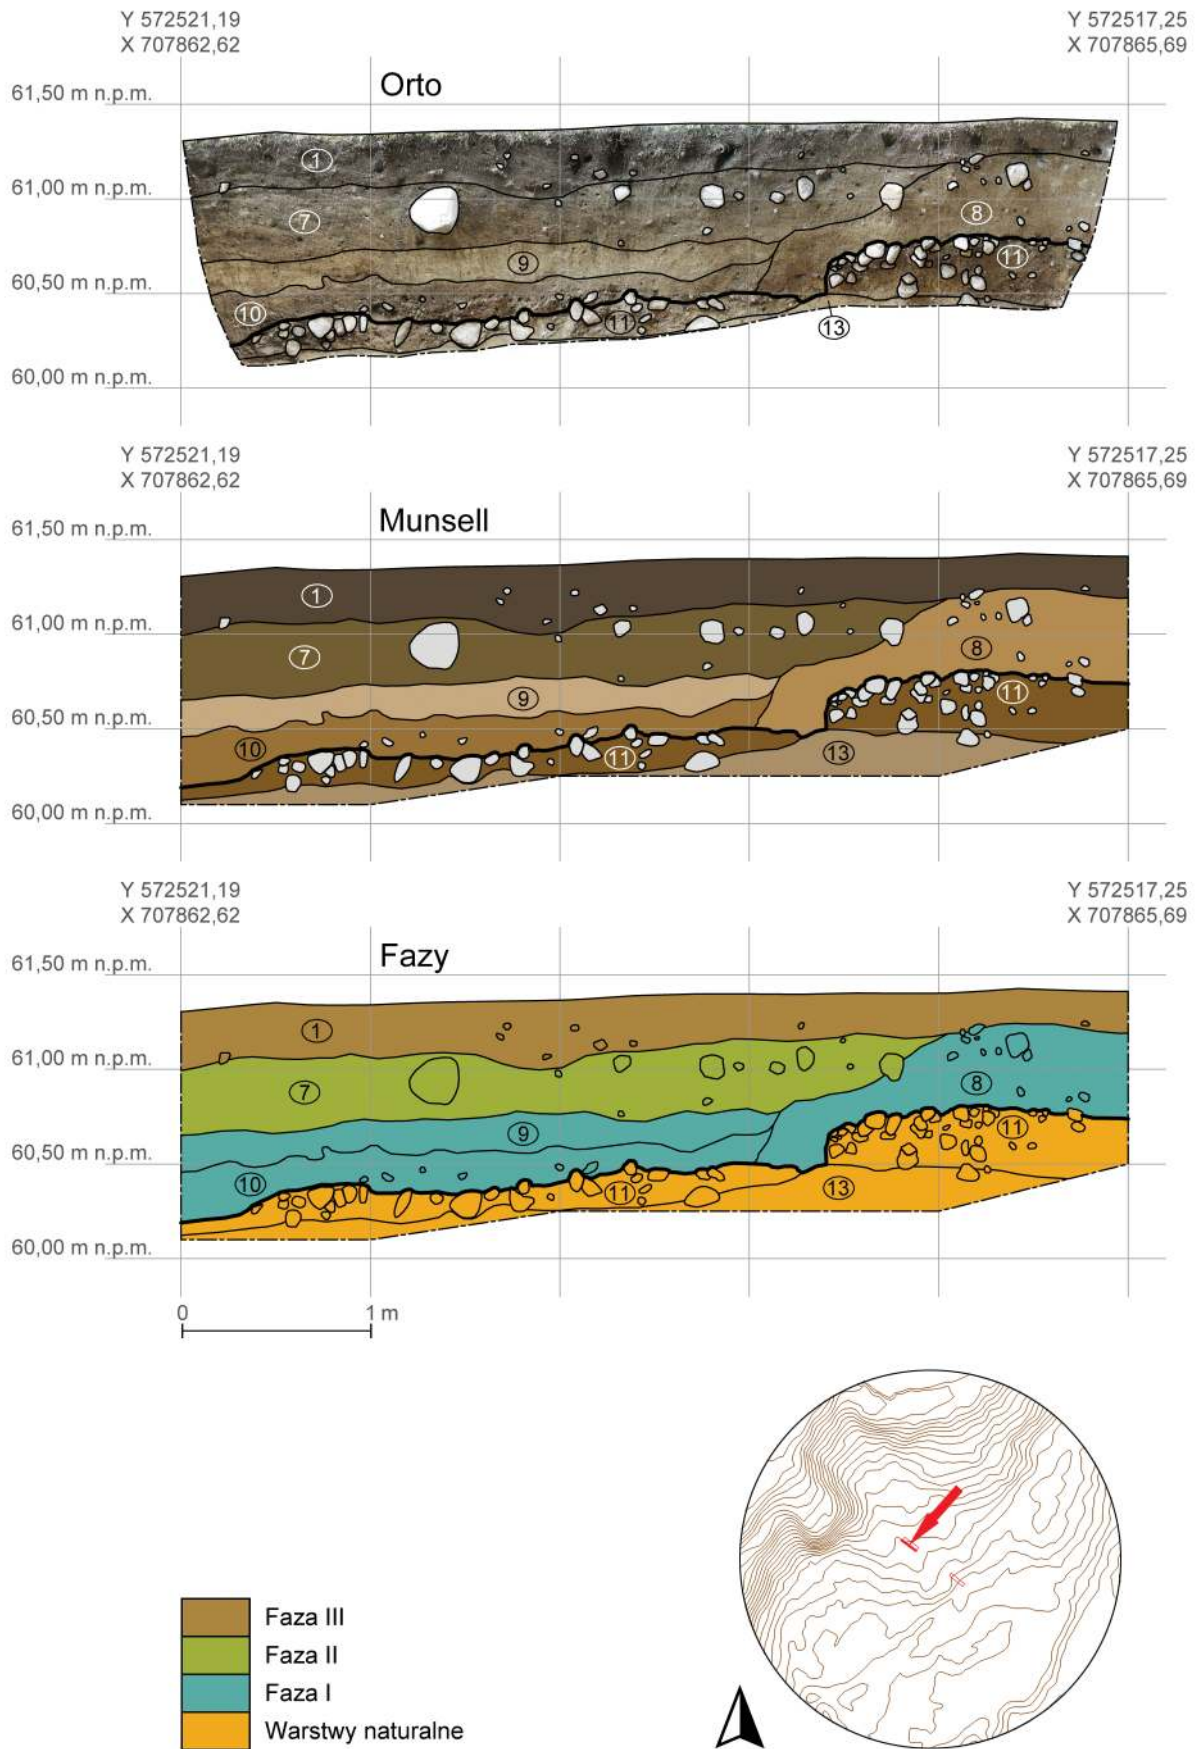 Y 572521,19
X 707862,62
Y 572517,25
X 707865,69
Orto
61,50 m n.p.m.
61,00 m n.p.m.
60,50 m n.p.m.
60,00 m n.p.m.
1
7
8
9
10
11
11
13
Y 572521,19
X 707862,62
Y 572517,25
X 707865,69
Munsell
61,50 m n.p.m.
61,00 m n.p.m.
60,50 m n.p.m.
60,00 m n.p.m.
1
7
8
9
10
11
11
13
Y 572521,19
X 707862,62
Y 572517,25
X 707865,69
Fazy
61,50 m n.p.m.
61,00 m n.p.m.
60,50 m n.p.m.
60,00 m n.p.m.
1
7
8
9
10
11
11
13
0 1 m
Faza III
Faza II
Faza I
Warstwy naturalne